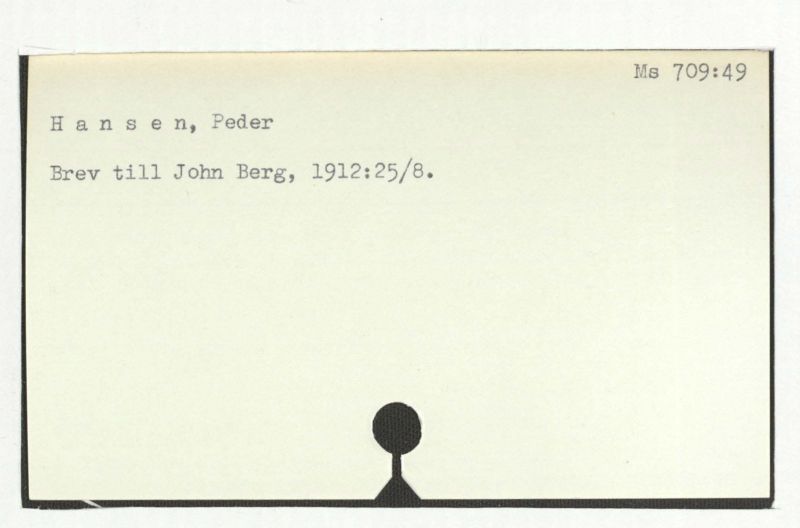 Ms 709:49
H a n s e n, Peder
Brev till John Berg, 1912:25/8.